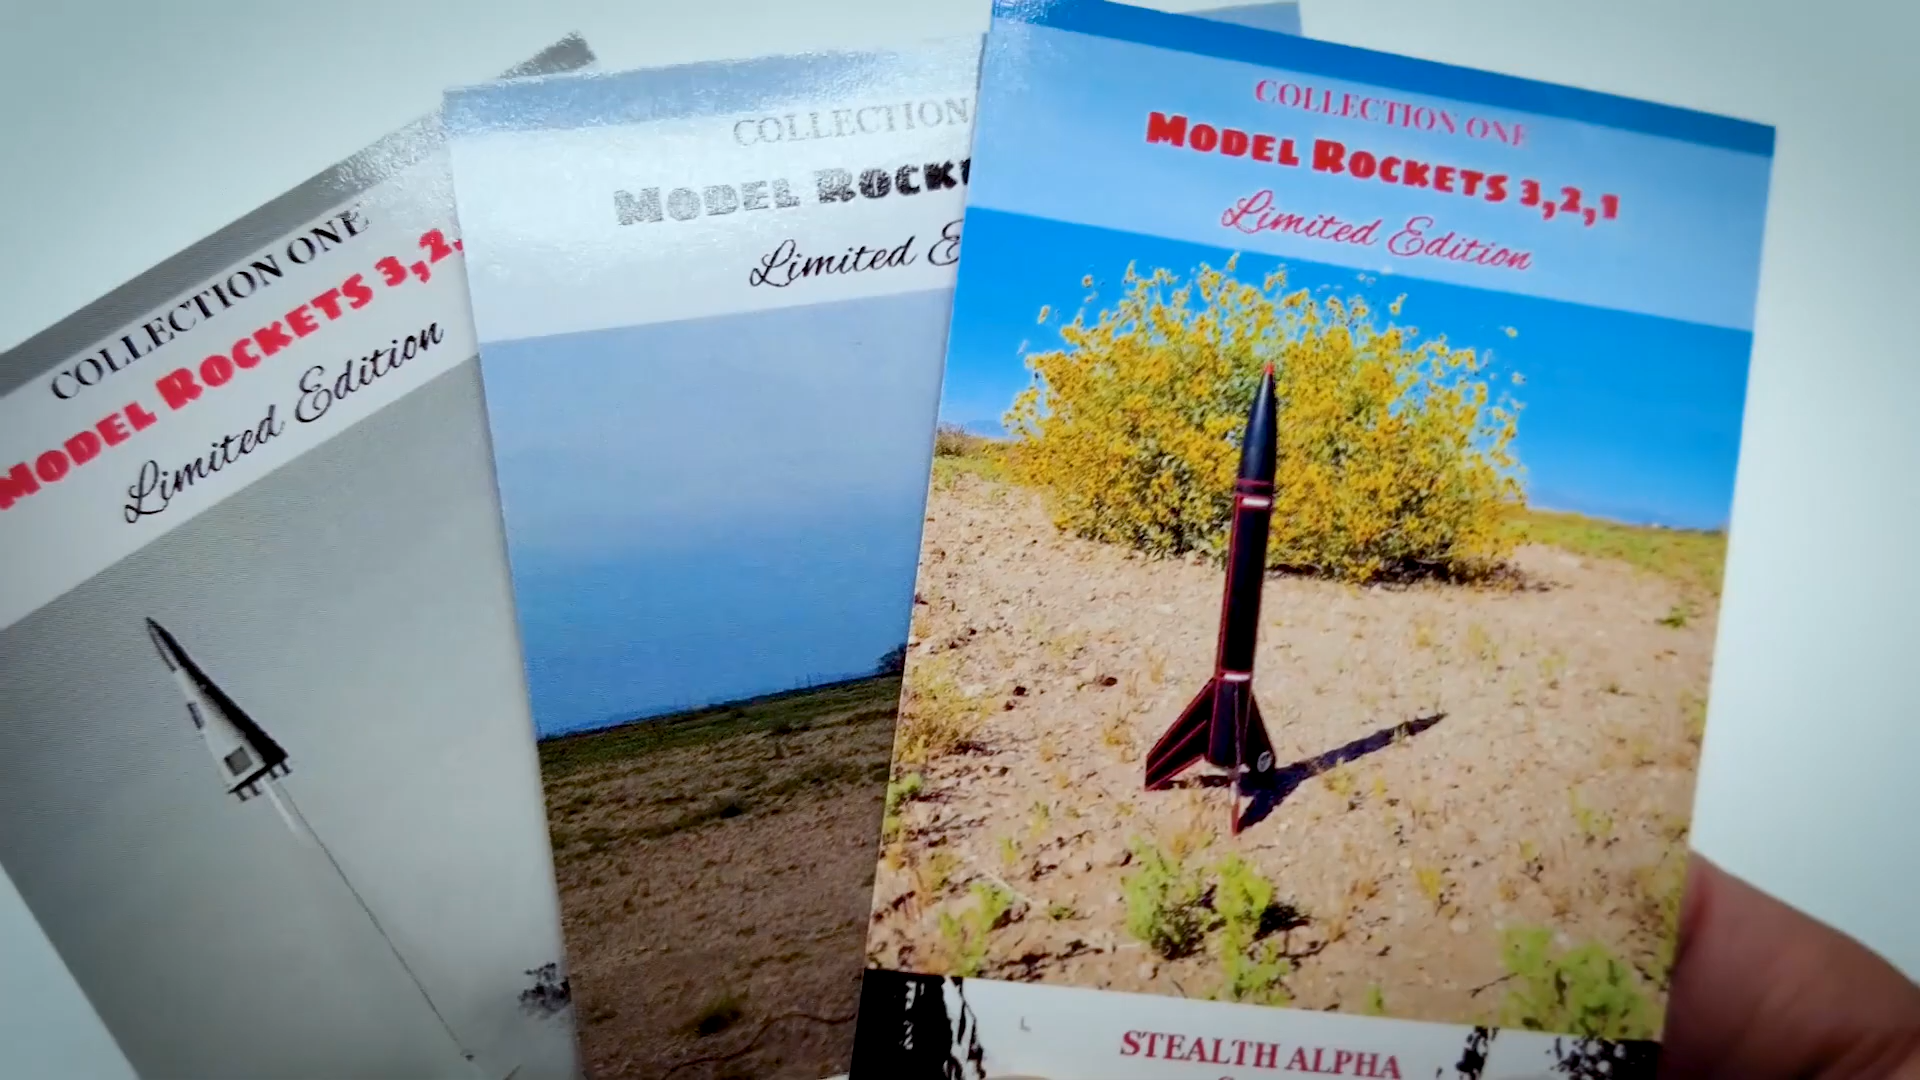 COLLECTION ONE
MODEL ROCKETS 3,2,
Limited Edition
COLLECTION
MODEL ROCK
Limited E
COLLECTION ONE
MODEL ROCKETS 3,2,1
Limited Edition
STEALTH ALPHA